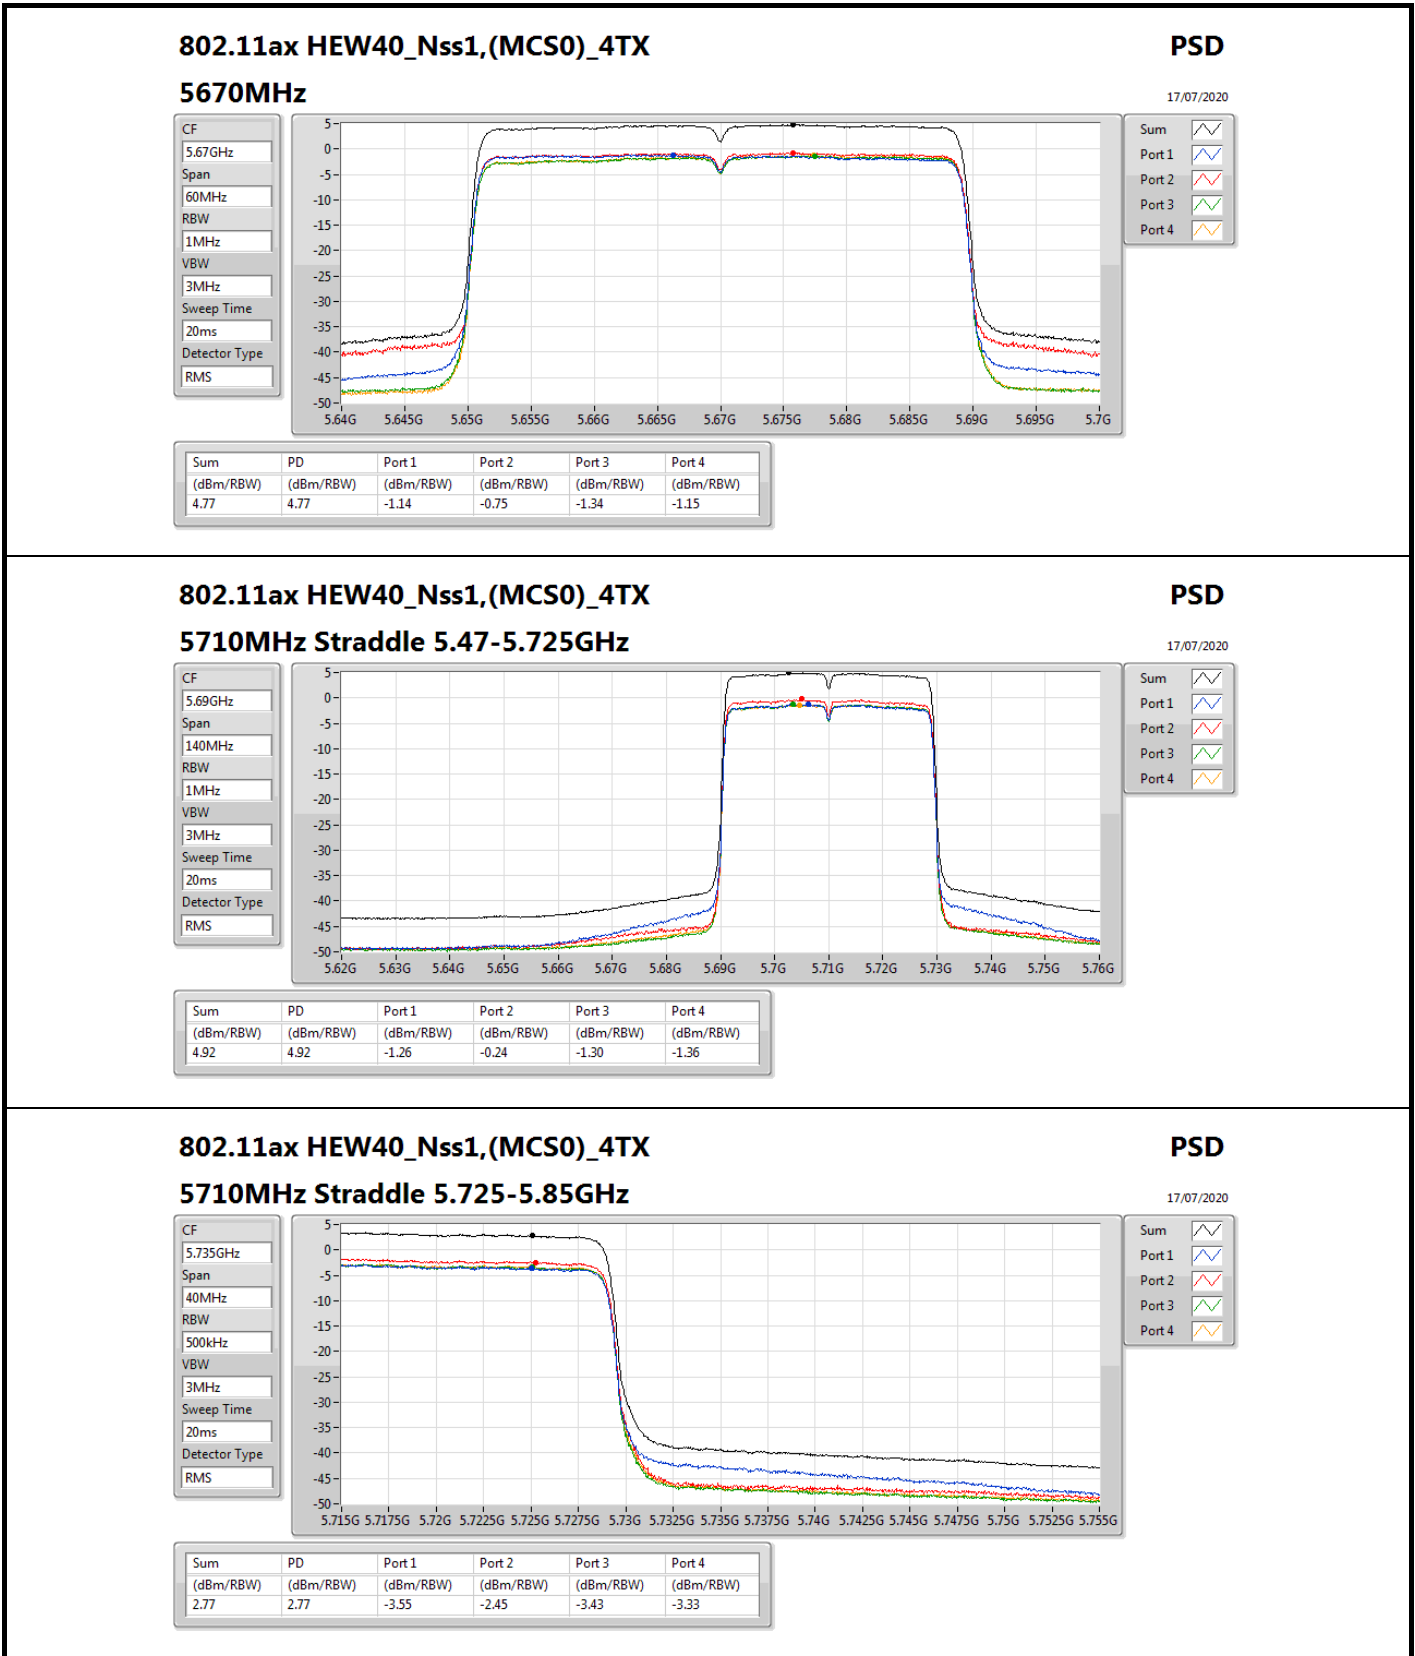 802.11ax HEW40_Nss1,(MCS0)_4TX PSD
5670MHz 17/07/2020
CF
5.67GHz
Span
60MHz
RBW
1MHz
VBW
3MHz
Sweep Time
20ms
Detector Type
RMS
5
0
-5
-10
-15
-20
-25
-30
-35
-40
-45
-50
5.64G 5.645G 5.65G 5.655G 5.66G 5.665G 5.67G 5.675G 5.68G 5.685G 5.69G 5.695G 5.7G
Sum
Port 1
Port 2
Port 3
Port 4
Sum PD Port 1 Port 2 Port 3 Port 4
(dBm/RBW) (dBm/RBW) (dBm/RBW) (dBm/RBW) (dBm/RBW) (dBm/RBW)
4.77 4.77 -1.14 -0.75 -1.34 -1.15
802.11ax HEW40_Nss1,(MCS0)_4TX PSD
5710MHz Straddle 5.47-5.725GHz 17/07/2020
CF
5.69GHz
Span
140MHz
RBW
1MHz
VBW
3MHz
Sweep Time
20ms
Detector Type
RMS
5
0
-5
-10
-15
-20
-25
-30
-35
-40
-45
-50
5.62G 5.63G 5.64G 5.65G 5.66G 5.67G 5.68G 5.69G 5.7G 5.71G 5.72G 5.73G 5.74G 5.75G 5.76G
Sum
Port 1
Port 2
Port 3
Port 4
Sum PD Port 1 Port 2 Port 3 Port 4
(dBm/RBW) (dBm/RBW) (dBm/RBW) (dBm/RBW) (dBm/RBW) (dBm/RBW)
4.92 4.92 -1.26 -0.24 -1.30 -1.36
802.11ax HEW40_Nss1,(MCS0)_4TX PSD
5710MHz Straddle 5.725-5.85GHz 17/07/2020
CF
5.735GHz
Span
40MHz
RBW
500kHz
VBW
3MHz
Sweep Time
20ms
Detector Type
RMS
5
0
-5
-10
-15
-20
-25
-30
-35
-40
-45
-50
5.715G 5.7175G 5.72G 5.7225G 5.725G 5.7275G 5.73G 5.7325G 5.735G 5.7375G 5.74G 5.7425G 5.745G 5.7475G 5.75G 5.7525G 5.755G
Sum
Port 1
Port 2
Port 3
Port 4
Sum PD Port 1 Port 2 Port 3 Port 4
(dBm/RBW) (dBm/RBW) (dBm/RBW) (dBm/RBW) (dBm/RBW) (dBm/RBW)
2.77 2.77 -3.55 -2.45 -3.43 -3.33